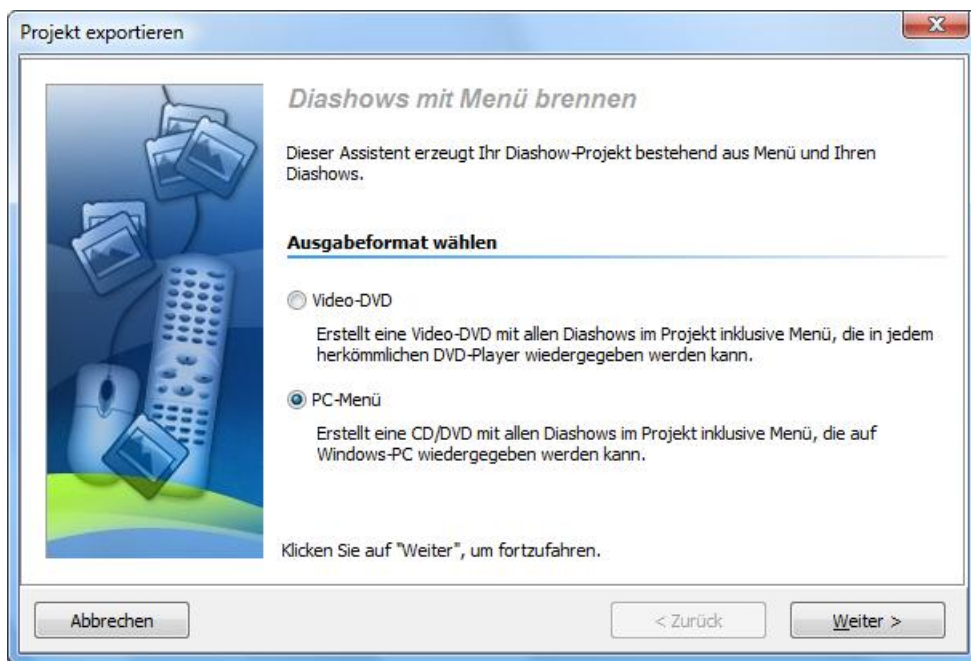 Projekt exportieren
Diashows mit Menü brennen
Dieser Assistent erzeugt Ihr Diashow-Projekt bestehend aus Menü und Ihren
Diashows.
Ausgabeformat wählen
Video-DVD
Erstellt eine Video-DVD mit allen Diashows im Projekt inklusive Menü, die in jedem
herkömmlichen DVD-Player wiedergegeben werden kann.
PC-Menü
Erstellt eine CD/DVD mit allen Diashows im Projekt inklusive Menü, die auf
Windows-PC wiedergegeben werden kann.
Klicken Sie auf "Weiter", um fortzufahren.
Abbrechen
< Zurück
Weiter >